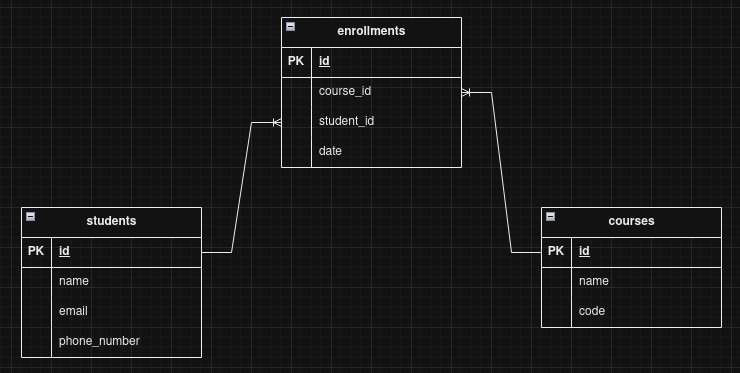 enrollments
PK id
course_id
student_id
date
students
PK id
name
email
phone_number
courses
PK id
name
code